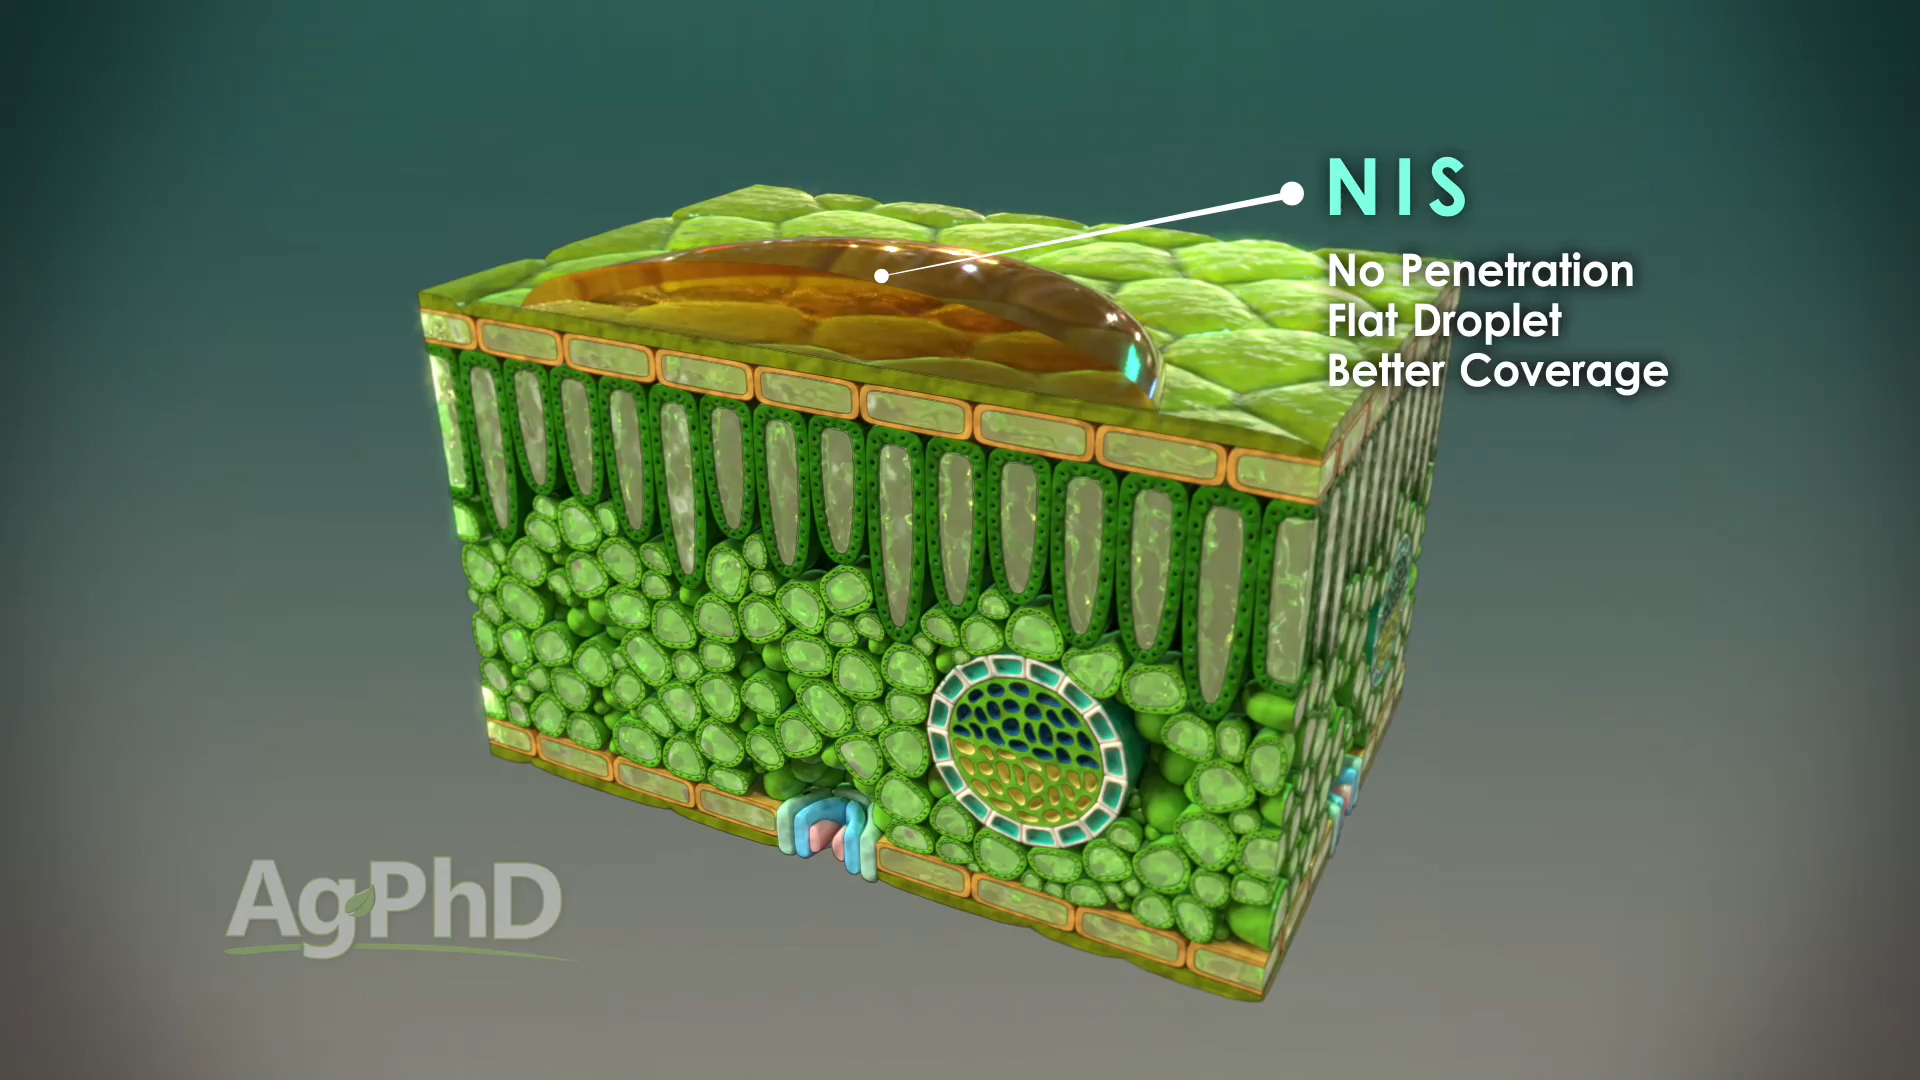 NIS
No Penetration
Flat Droplet
Better Coverage
AgPhD